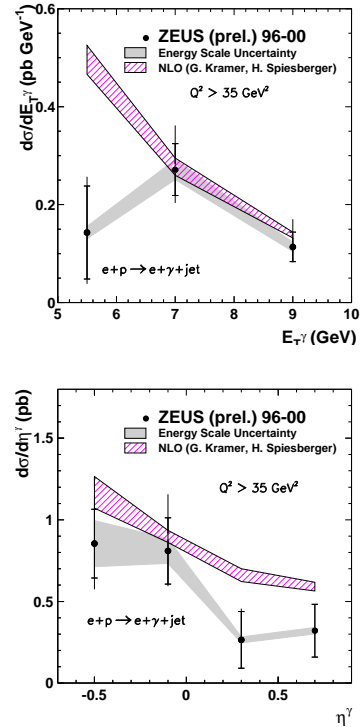 dσ/dE_T^γ (pb GeV⁻¹)
0.6
0.4
0.2
0
ZEUS (prel.) 96-00
Energy Scale Uncertainty
NLO (G. Kramer, H. Spiesberger)
Q² > 35 GeV²
e+p → e+γ+jet
5 6 7 8 9 10
E_T^γ (GeV)
dσ/dη^γ (pb)
1.5
1
0.5
0
ZEUS (prel.) 96-00
Energy Scale Uncertainty
NLO (G. Kramer, H. Spiesberger)
Q² > 35 GeV²
e+p → e+γ+jet
-0.5 0 0.5
η^γ